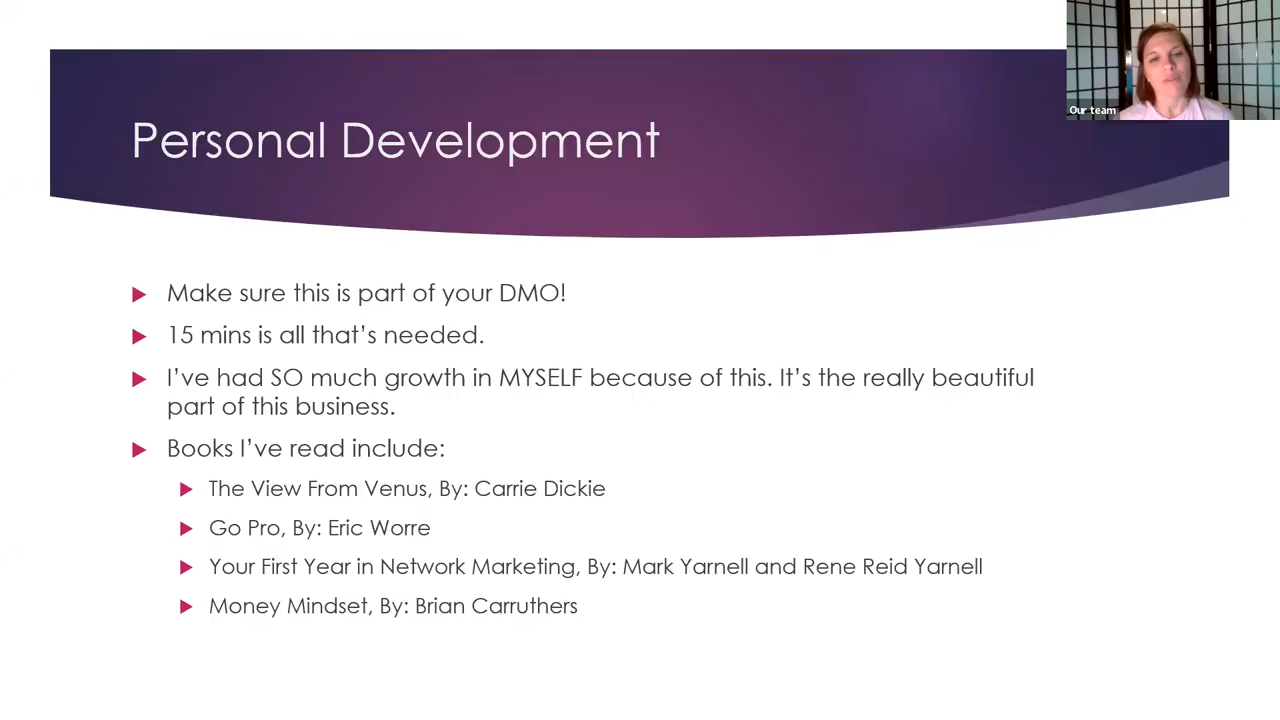 Our team
Personal Development
Make sure this is part of your DMO!
15 mins is all that's needed.
I've had SO much growth in MYSELF because of this. It's the really beautiful
part of this business.
Books I've read include:
The View From Venus, By: Carrie Dickie
Go Pro, By: Eric Worre
Your First Year in Network Marketing, By: Mark Yarnell and Rene Reid Yarnell
Money Mindset, By: Brian Carruthers